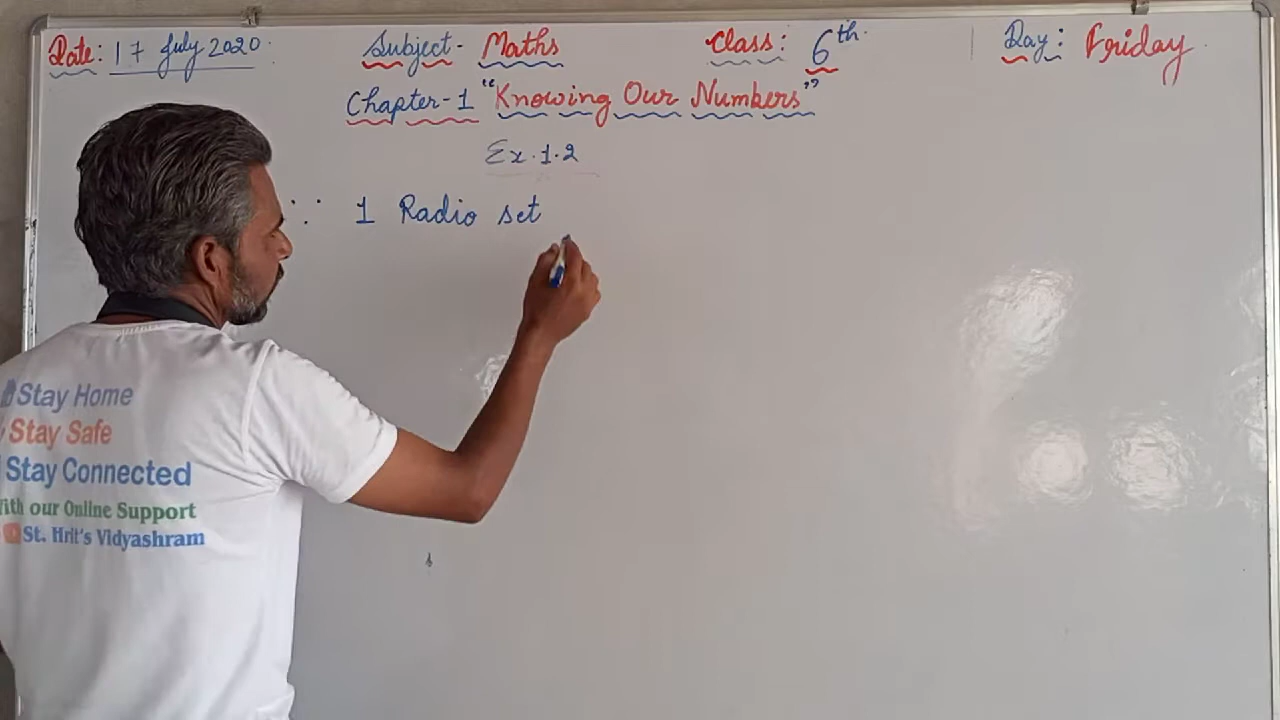 Date: 17 July 2020. Subject- Maths Class: 6th. Day: Friday.
Chapter-1 "Knowing Our Numbers"
Ex.1.2
∵ 1 Radio set
Stay Home
Stay Safe
Stay Connected
With our Online Support
St. Hrit's Vidyashram